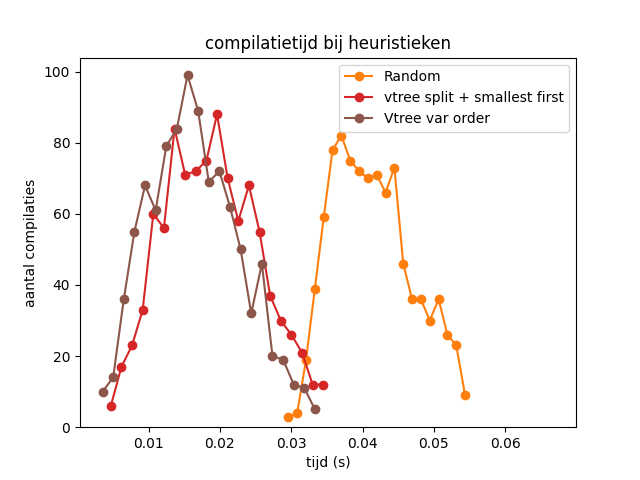 compilatietijd bij heuristieken
Random
vtree split + smallest first
Vtree var order
aantal compilaties
100
80
60
40
20
0
0.01 0.02 0.03 0.04 0.05 0.06
tijd (s)